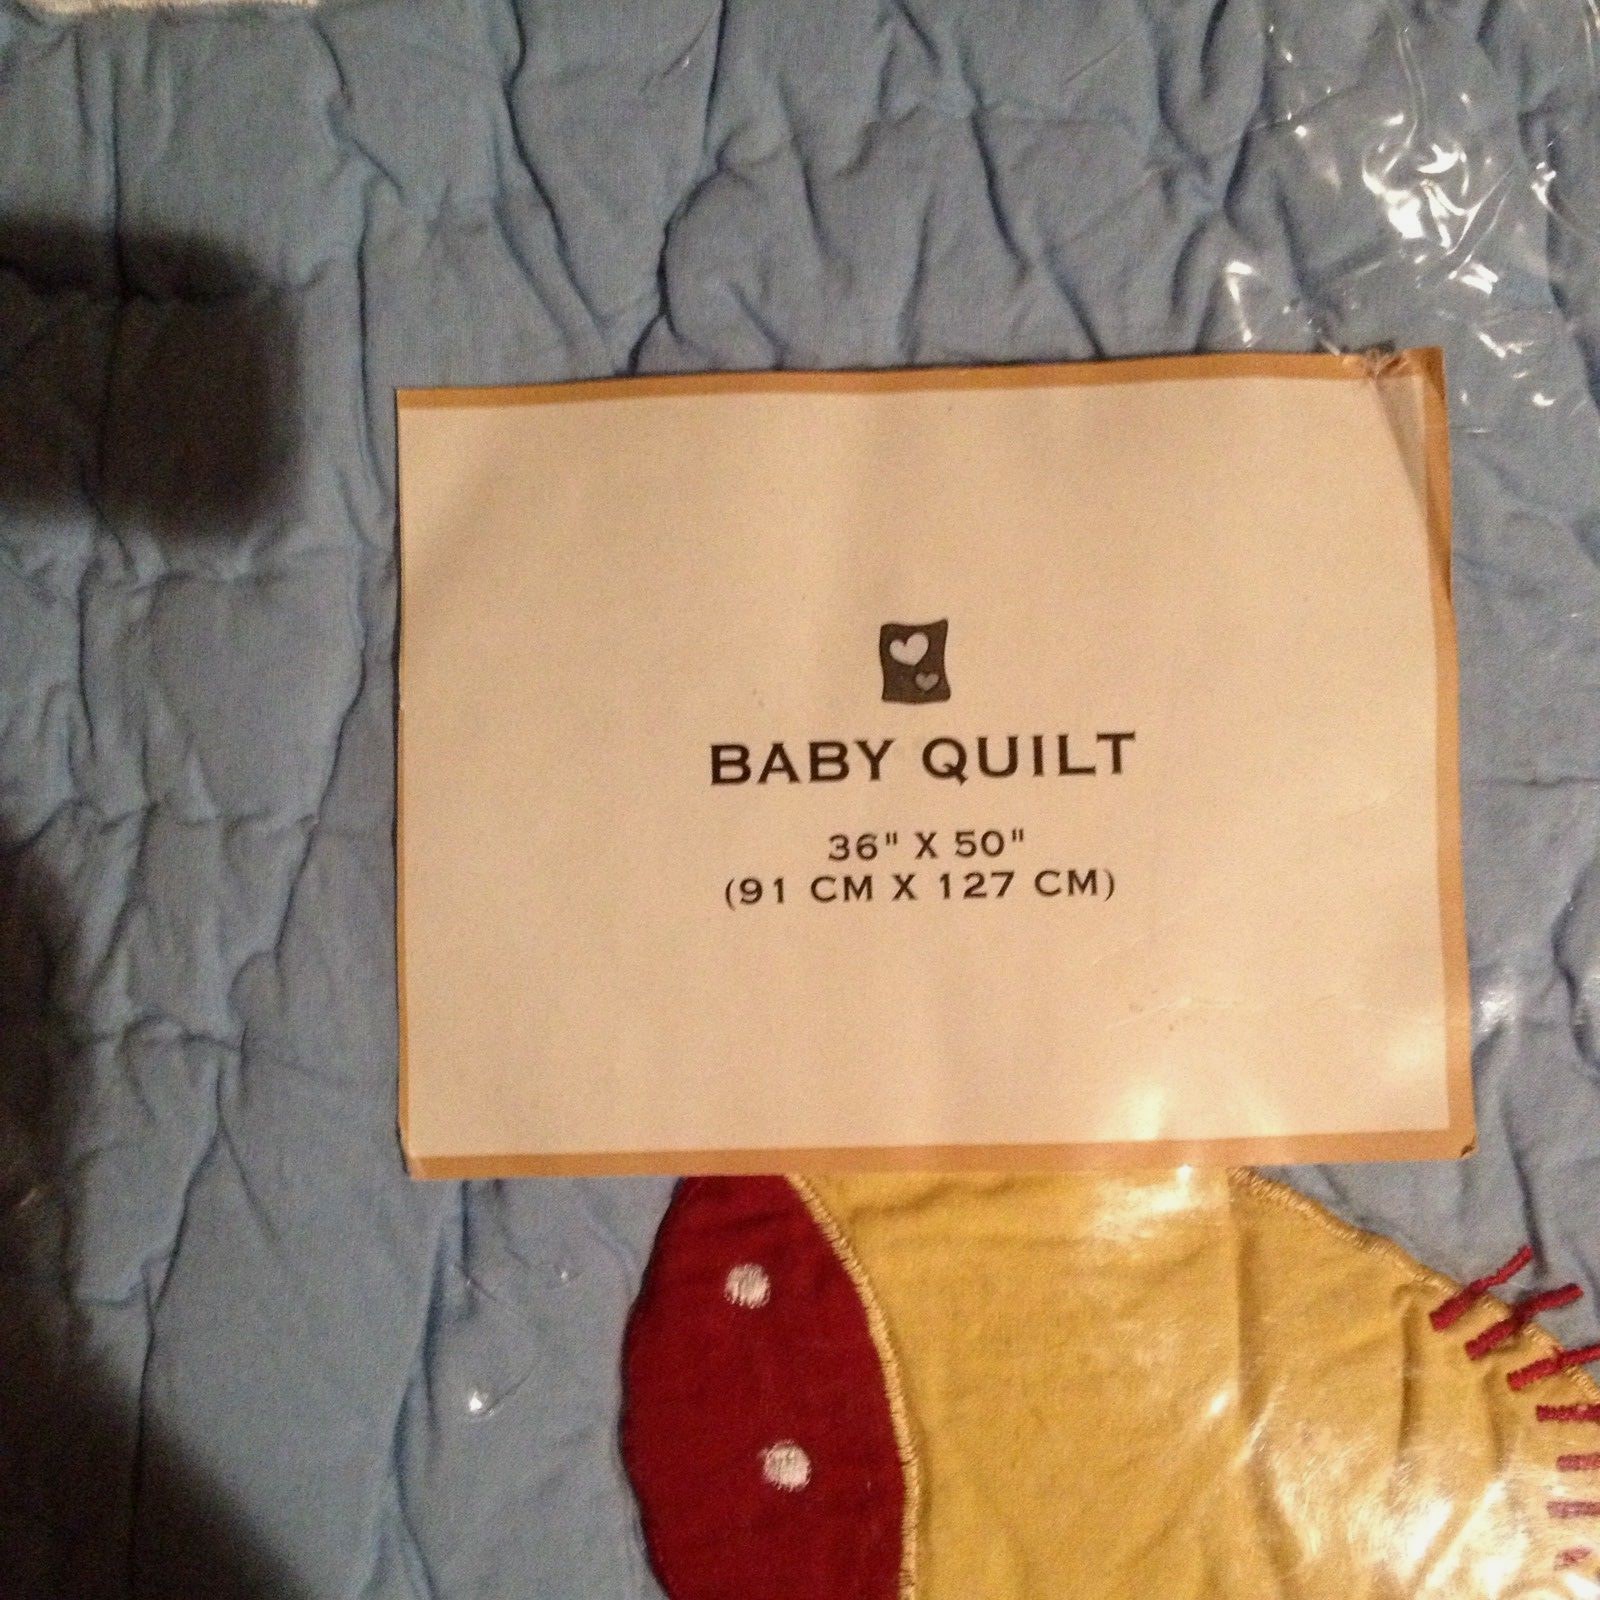 BABY QUILT
36" X 50"
(91 CM X 127 CM)